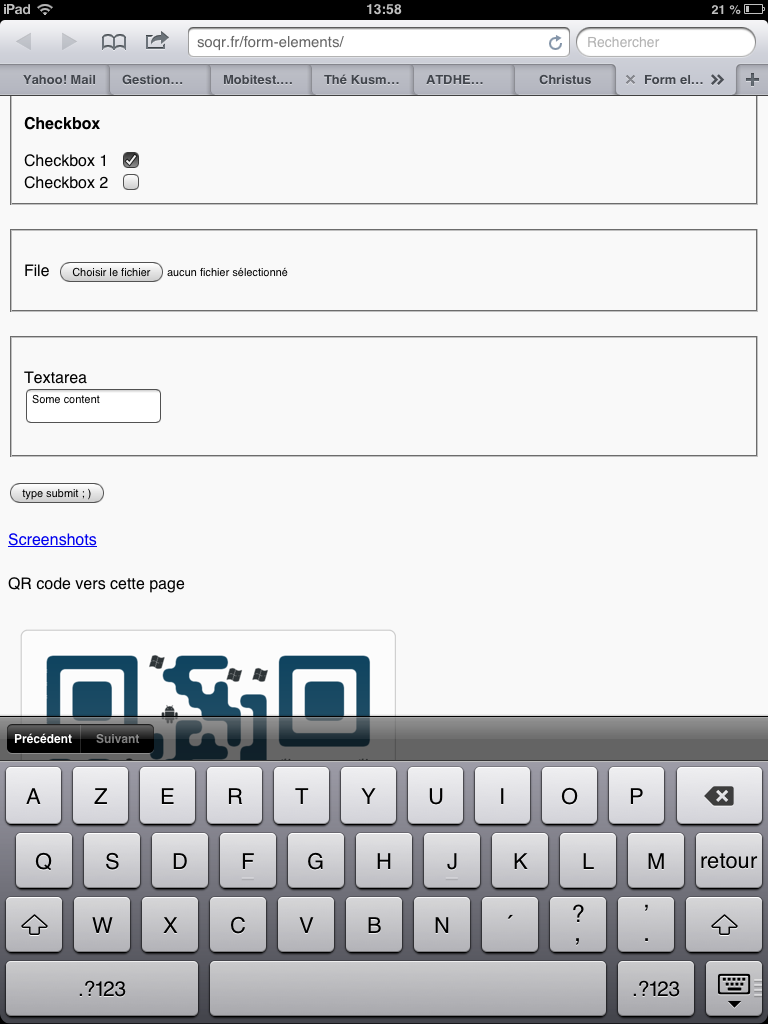 iPad 13:58 21 %
soqr.fr/form-elements/ Rechercher
Yahoo! Mail Gestion... Mobitest.... Thé Kusm... ATDHE... Christus Form el...
Checkbox
Checkbox 1
Checkbox 2
File Choisir le fichier aucun fichier sélectionné
Textarea
Some content
type submit ; )
Screenshots
QR code vers cette page
Précédent Suivant
A Z E R T Y U I O P
Q S D F G H J K L M retour
W X C V B N ´ ? , ' .
.?123 .?123